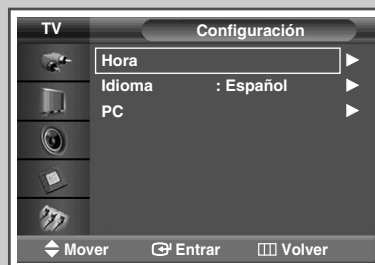 TV Configuración
Hora
Idioma : Español
PC
Mover Entrar Volver